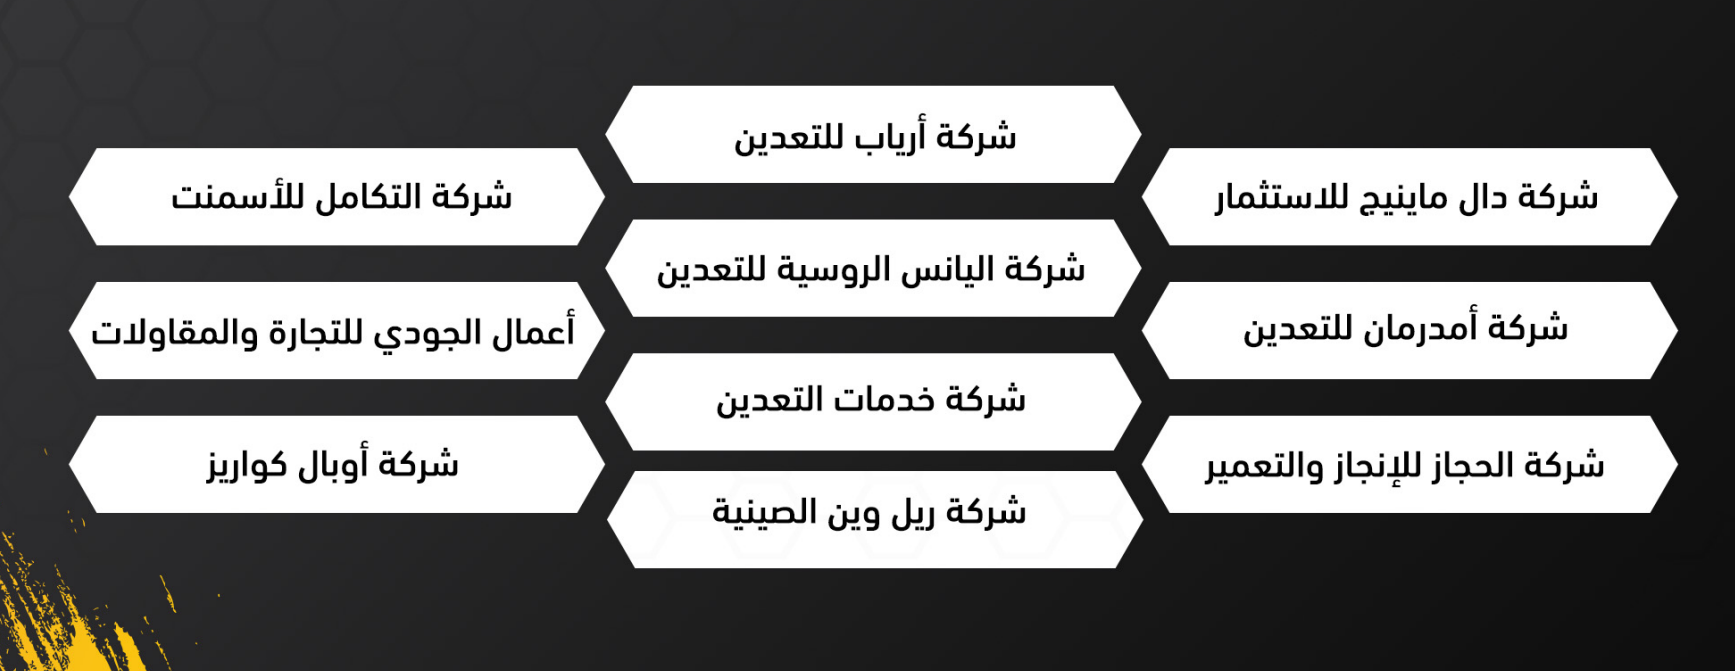 شركة دال ماينيج للاستثمار
شركة أمدرمان للتعدين
شركة الحجاز للإنجاز والتعمير
شركة أرياب للتعدين
شركة اليانس الروسية للتعدين
شركة خدمات التعدين
شركة ريل وين الصينية
شركة التكامل للأسمنت
أعمال الجودي للتجارة والمقاولات
شركة أوبال كواريز